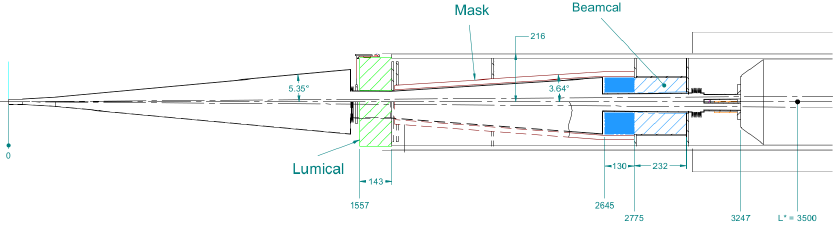 Mask
Beamcal
216
5.35°
3.64°
0
Lumical
143
130
232
1557
2645
2775
3247
L* = 3500